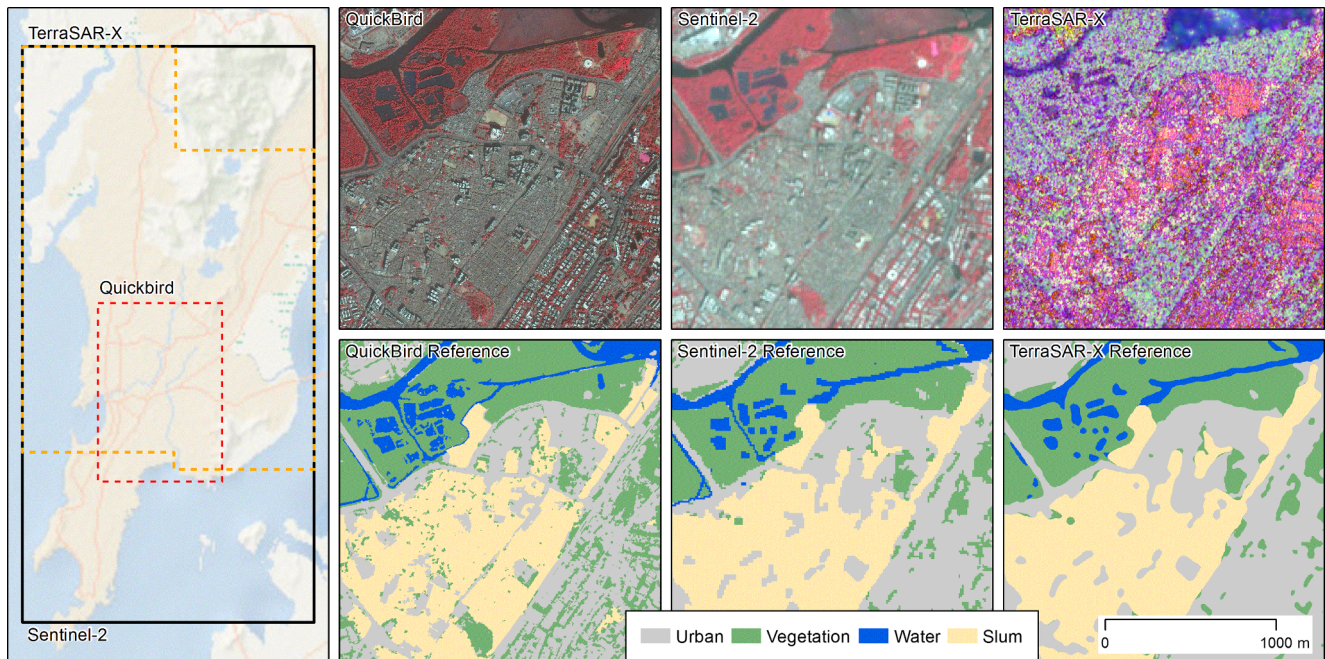 TerraSAR-X
Quickbird
Sentinel-2
QuickBird
Sentinel-2
TerraSAR-X
QuickBird Reference
Sentinel-2 Reference
TerraSAR-X Reference
Urban Vegetation Water Slum
0 1000 m